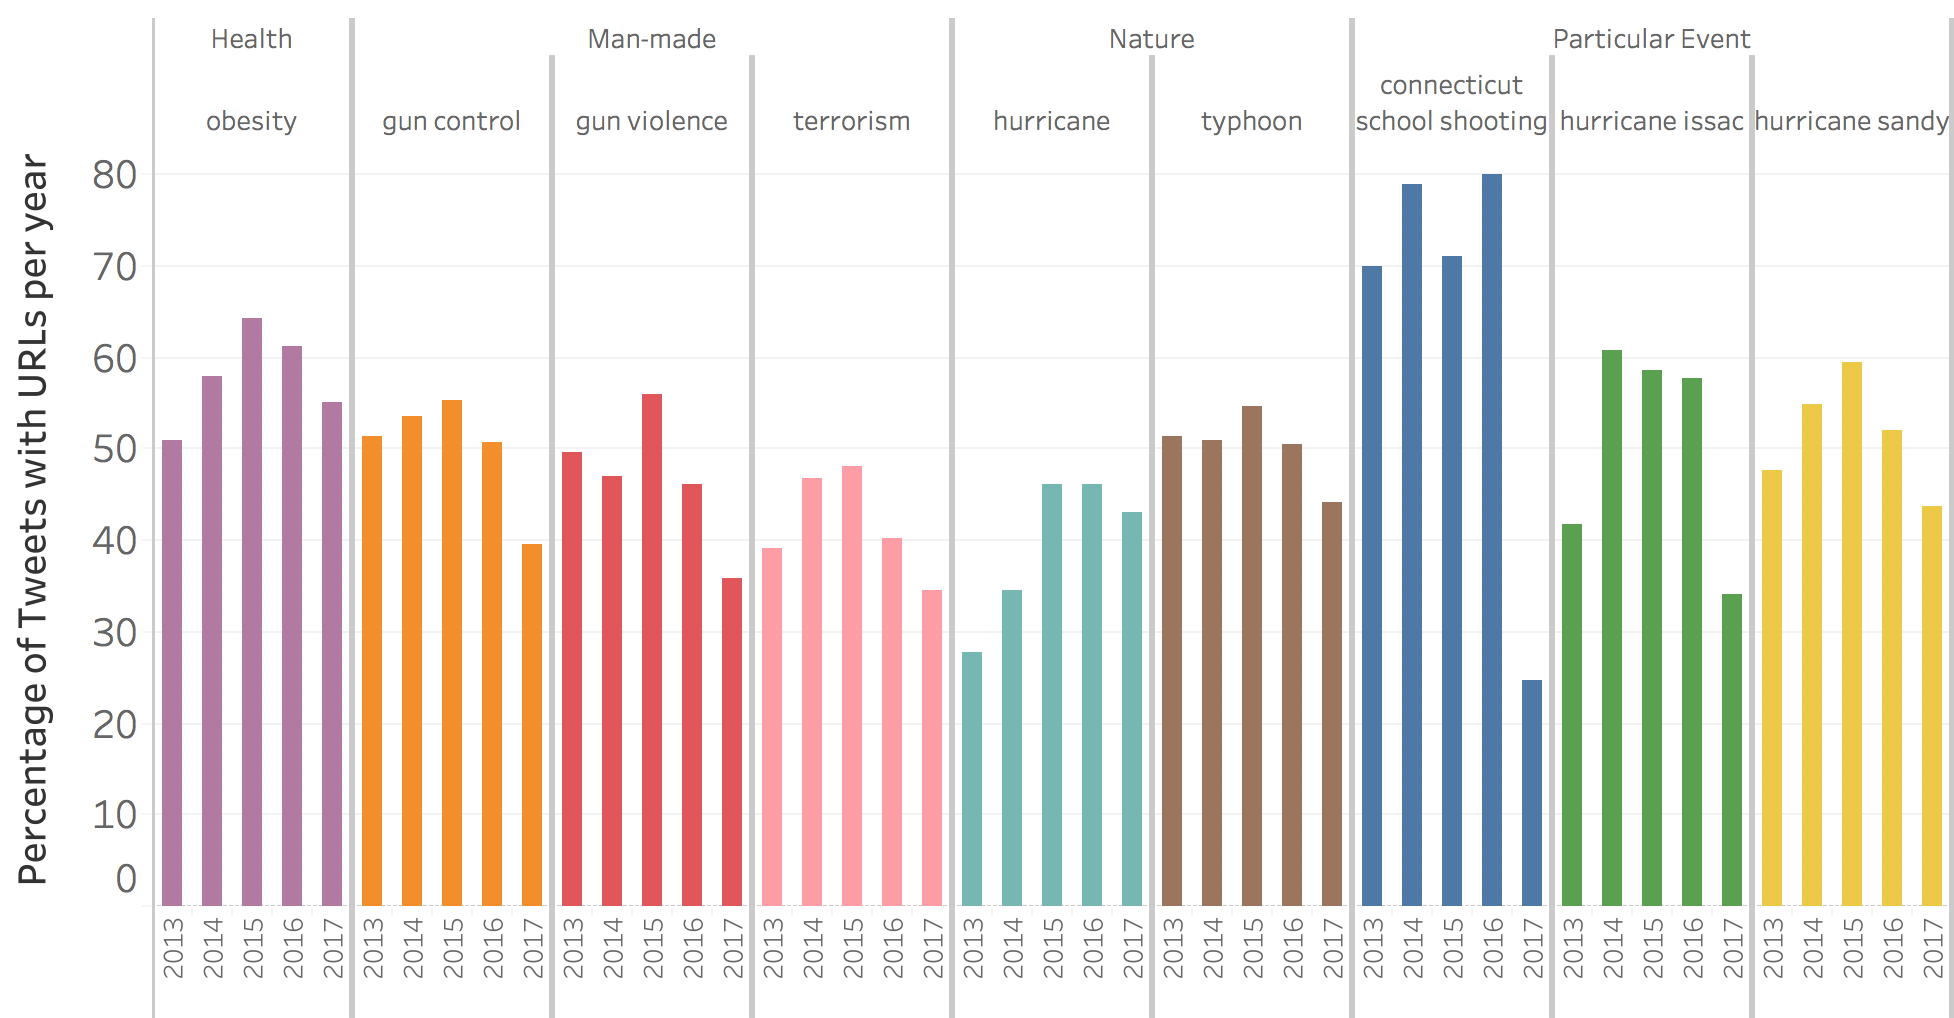 Health
Man-made
Nature
Particular Event
obesity
gun control
gun violence
terrorism
hurricane
typhoon
connecticut
school shooting
hurricane issac
hurricane sandy
Percentage of Tweets with URLs per year
80
70
60
50
40
30
20
10
0
2013 2014 2015 2016 2017 2013 2014 2015 2016 2017 2013 2014 2015 2016 2017 2013 2014 2015 2016 2017 2013 2014 2015 2016 2017 2013 2014 2015 2016 2017 2013 2014 2015 2016 2017 2013 2014 2015 2016 2017 2013 2014 2015 2016 2017